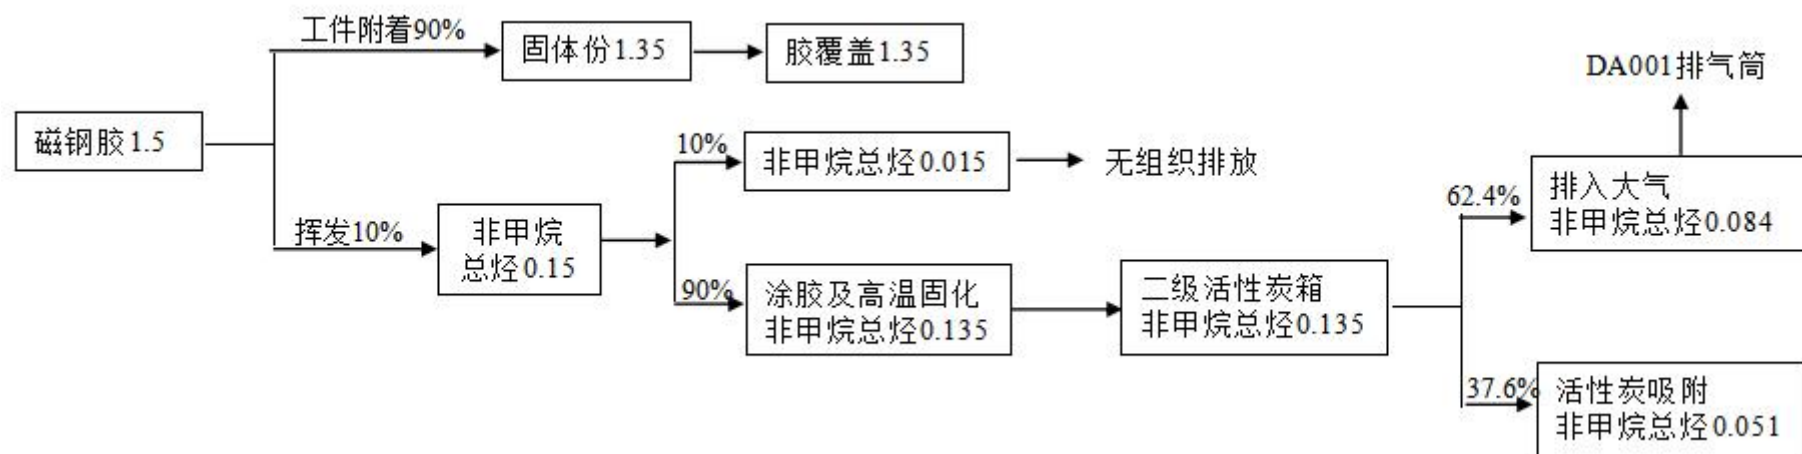 工件附着90%
固体份1.35
胶覆盖1.35
DA001排气筒
磁钢胶1.5
10%
非甲烷总烃0.015
无组织排放
62.4%
排入大气
非甲烷总烃0.084
挥发10%
非甲烷
总烃0.15
90%
涂胶及高温固化
非甲烷总烃0.135
二级活性炭箱
非甲烷总烃0.135
37.6%
活性炭吸附
非甲烷总烃0.051